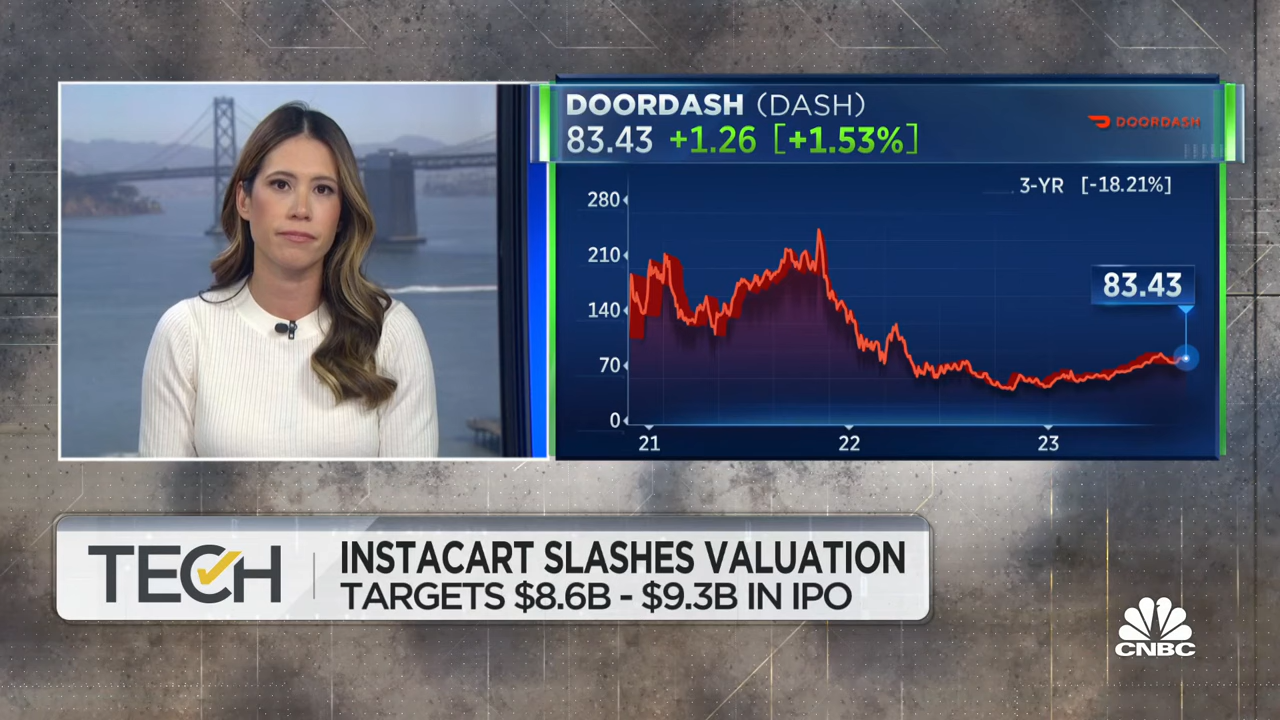 DOORDASH (DASH)
83.43 +1.26 [+1.53%]
DOORDASH
3-YR [-18.21%]
280
210
140
70
0
83.43
21
22
23
TECH
INSTACART SLASHES VALUATION
TARGETS $8.6B - $9.3B IN IPO
CNBC